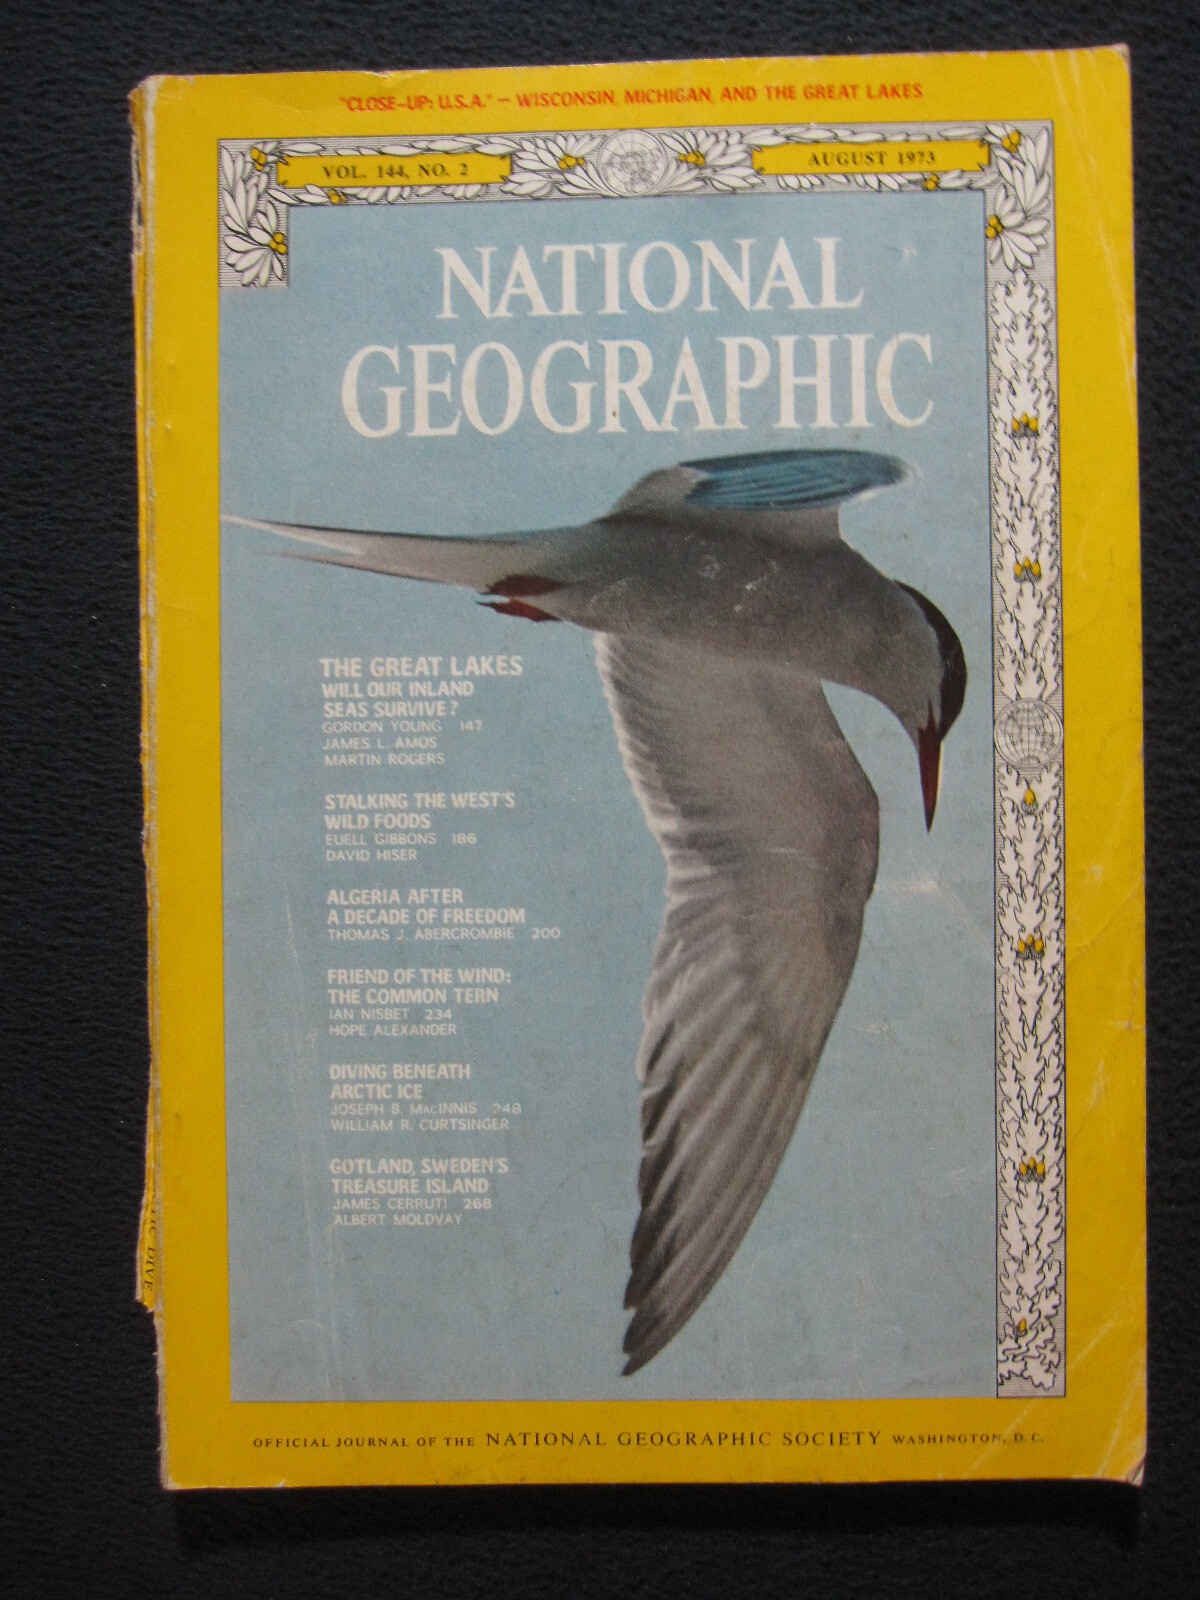 "CLOSE-UP: U.S.A." – WISCONSIN, MICHIGAN, AND THE GREAT LAKES
VOL. 144, NO. 2
AUGUST 1973
NATIONAL
GEOGRAPHIC
THE GREAT LAKES
WILL OUR INLAND
SEAS SURVIVE?
GORDON YOUNG 147
JAMES L. AMOS
MARTIN ROGERS
STALKING THE WEST'S
WILD FOODS
EUELL GIBBONS 186
DAVID HISER
ALGERIA AFTER
A DECADE OF FREEDOM
THOMAS J. ABERCROMBIE 200
FRIEND OF THE WIND:
THE COMMON TERN
IAN NISBET 234
HOPE ALEXANDER
DIVING BENEATH
ARCTIC ICE
JOSEPH B. MacINNIS 248
WILLIAM R. CURTSINGER
GOTLAND, SWEDEN'S
TREASURE ISLAND
JAMES CERRUTI 268
ALBERT MOLDVAY
DIVE
OFFICIAL JOURNAL OF THE NATIONAL GEOGRAPHIC SOCIETY WASHINGTON, D.C.